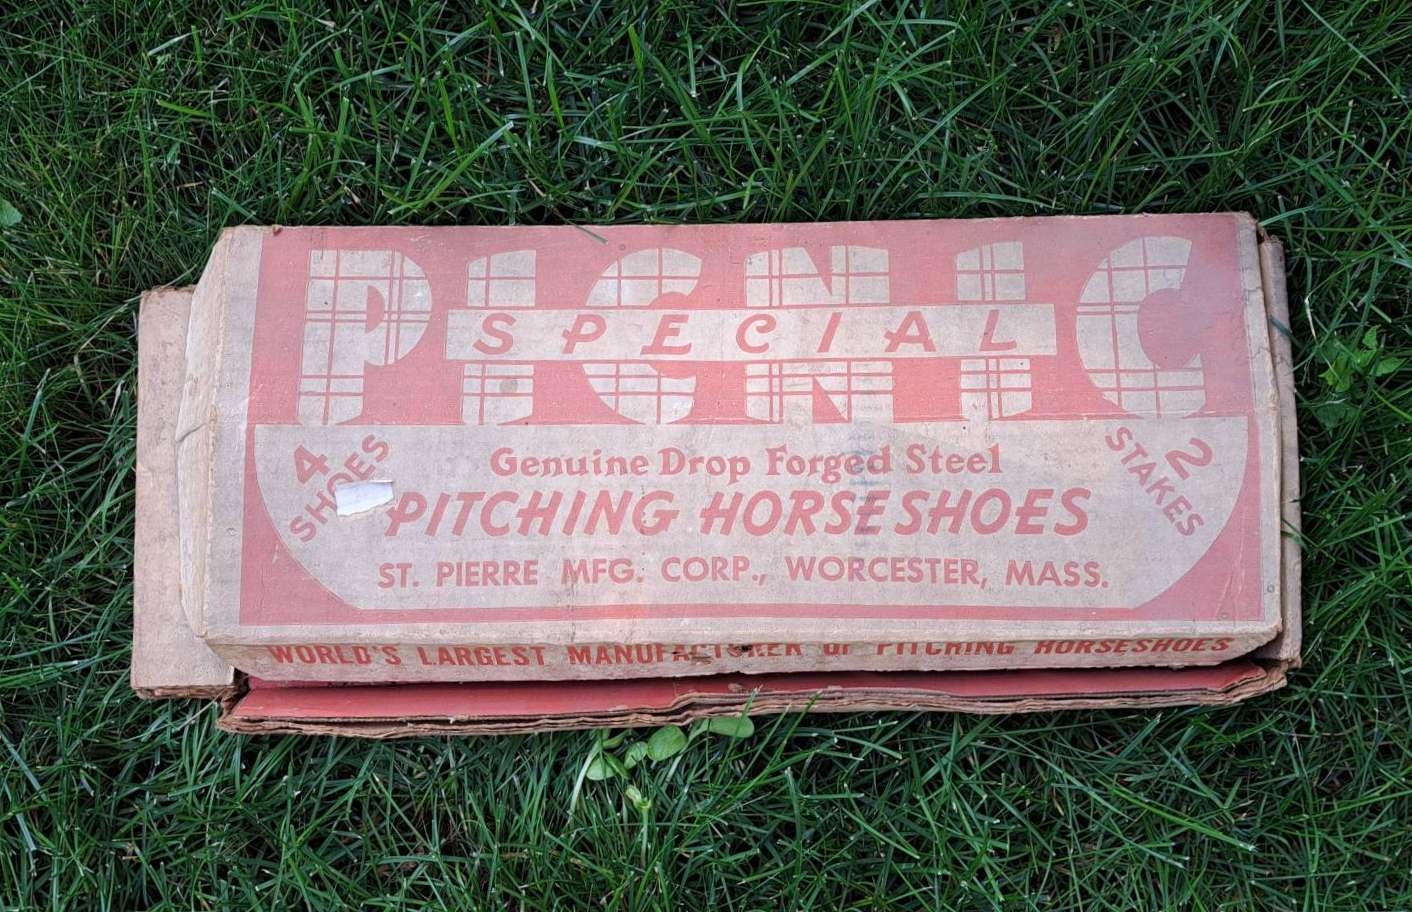 PICNIC
SPECIAL
4 SHOES
2 STAKES
Genuine Drop Forged Steel
PITCHING HORSESHOES
ST. PIERRE MFG. CORP., WORCESTER, MASS.
WORLD'S LARGEST MANUFACTURER OF PITCHING HORSESHOES